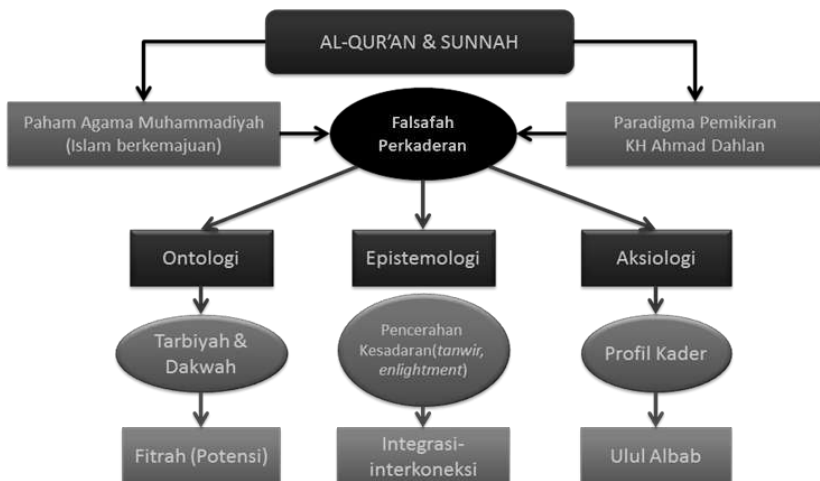 AL-QUR'AN & SUNNAH
Paham Agama Muhammadiyah
(Islam berkemajuan)
Falsafah
Perkaderan
Paradigma Pemikiran
KH Ahmad Dahlan
Ontologi
Epistemologi
Aksiologi
Tarbiyah &
Dakwah
Pencerahan
Kesadaran(tanwir,
enlightment)
Profil Kader
Fitrah (Potensi)
Integrasi-
interkoneksi
Ulul Albab